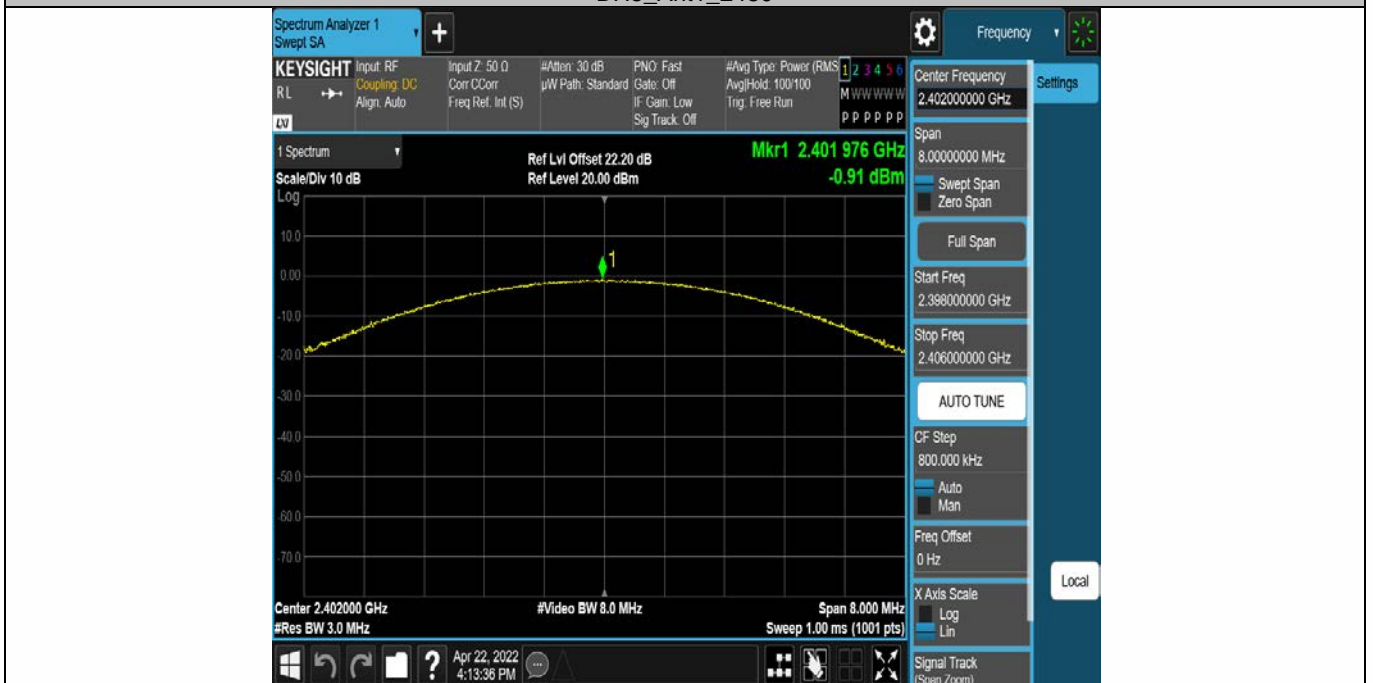 Spectrum Analyzer 1
Swept SA
+
Frequency
KEYSIGHT
RL
LXI
Input: RF
Coupling: DC
Align: Auto
Input Z: 50 Ω
Corr CCorr
Freq Ref: Int (S)
#Atten: 30 dB
µW Path: Standard
PNO: Fast
Gate: Off
IF Gain: Low
Sig Track: Off
#Avg Type: Power (RMS
Avg|Hold: 100/100
Trig: Free Run
1 2 3 4 5 6
M W W W W W
P P P P P P
1 Spectrum
Scale/Div 10 dB
Log
Ref Lvl Offset 22.20 dB
Ref Level 20.00 dBm
Mkr1 2.401 976 GHz
-0.91 dBm
1
10.0
0.00
-10.0
-20.0
-30.0
-40.0
-50.0
-60.0
-70.0
Center 2.402000 GHz
#Res BW 3.0 MHz
#Video BW 8.0 MHz
Span 8.000 MHz
Sweep 1.00 ms (1001 pts)
?
Apr 22, 2022
4:13:36 PM
Center Frequency
2.402000000 GHz
Settings
Span
8.00000000 MHz
Swept Span
Zero Span
Full Span
Start Freq
2.398000000 GHz
Stop Freq
2.406000000 GHz
AUTO TUNE
CF Step
800.000 kHz
Auto
Man
Freq Offset
0 Hz
X Axis Scale
Log
Lin
Local
Signal Track
(Span Zoom)